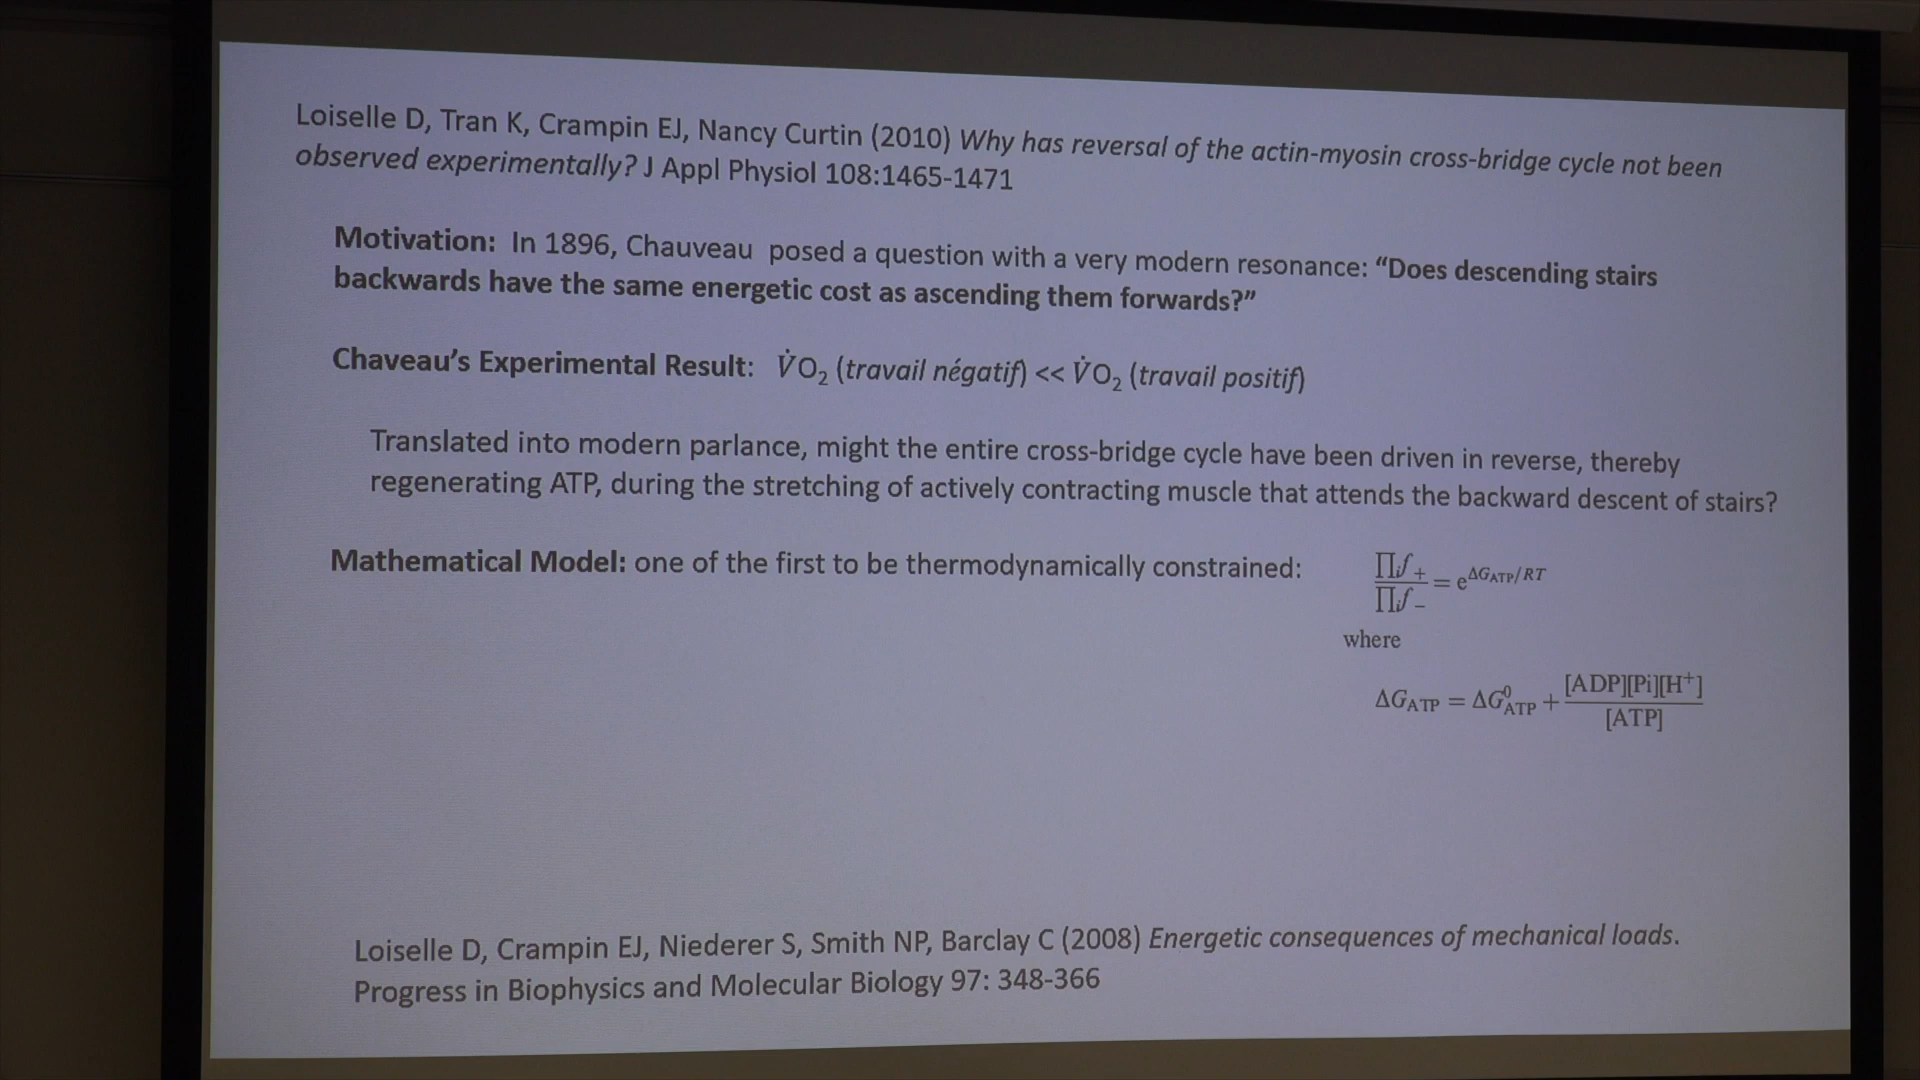 Loiselle D, Tran K, Crampin EJ, Nancy Curtin (2010) Why has reversal of the actin-myosin cross-bridge cycle not been
observed experimentally? J Appl Physiol 108:1465-1471
Motivation: In 1896, Chauveau posed a question with a very modern resonance: “Does descending stairs
backwards have the same energetic cost as ascending them forwards?”
Chaveau’s Experimental Result: V̇O₂ (travail négatif) << V̇O₂ (travail positif)
Translated into modern parlance, might the entire cross-bridge cycle have been driven in reverse, thereby
regenerating ATP, during the stretching of actively contracting muscle that attends the backward descent of stairs?
Mathematical Model: one of the first to be thermodynamically constrained:
∏ᵢf₊ / ∏ᵢf₋ = e^(ΔG_ATP/RT)
where
ΔG_ATP = ΔG⁰_ATP + [ADP][Pi][H⁺] / [ATP]
Loiselle D, Crampin EJ, Niederer S, Smith NP, Barclay C (2008) Energetic consequences of mechanical loads.
Progress in Biophysics and Molecular Biology 97: 348-366